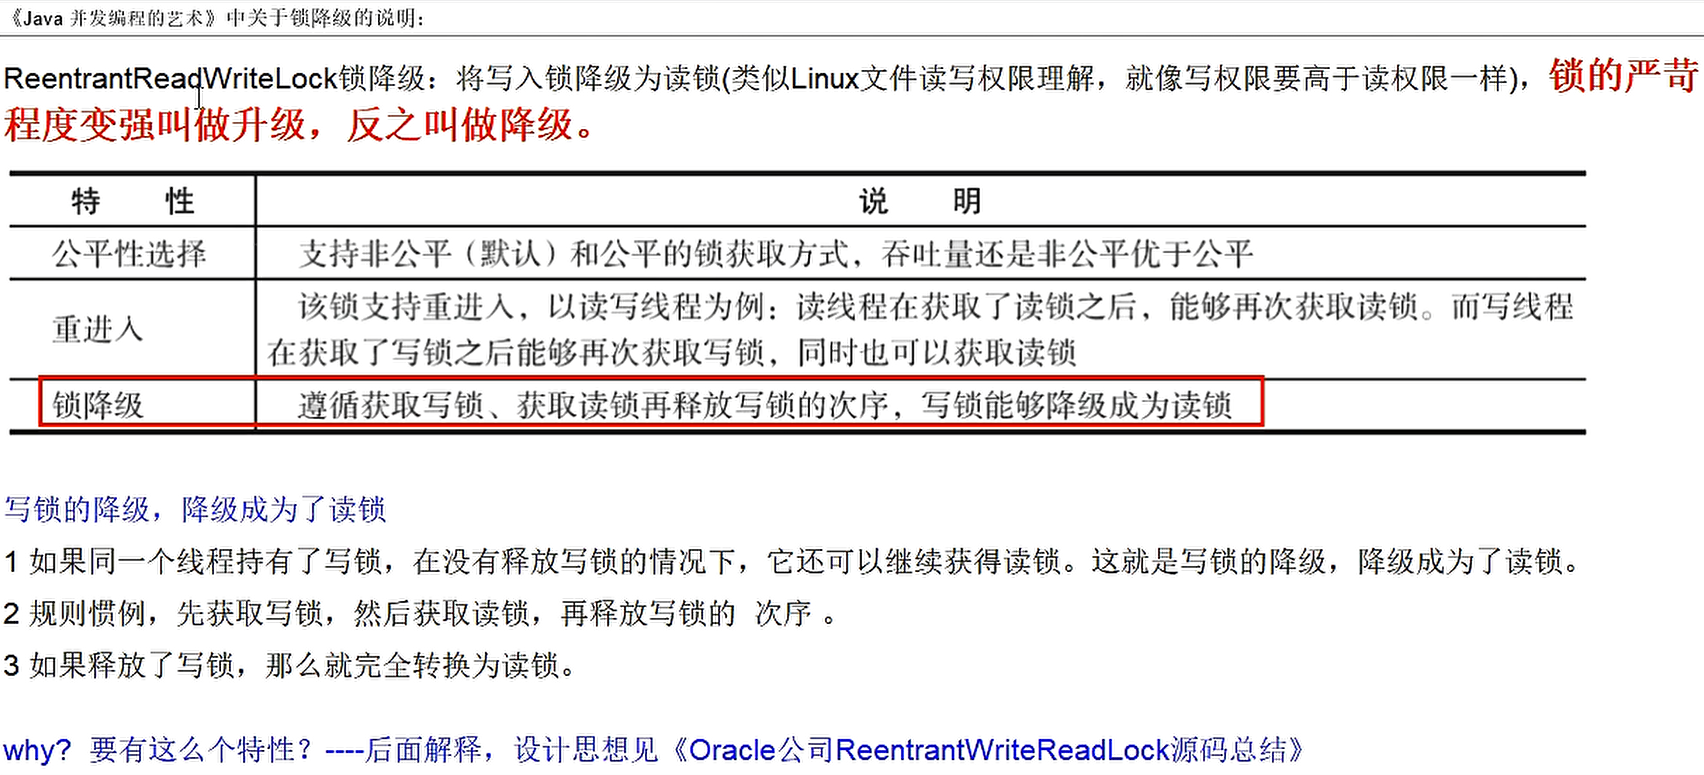 《Java 并发编程的艺术》中关于锁降级的说明：
ReentrantReadWriteLock锁降级：将写入锁降级为读锁(类似Linux文件读写权限理解，就像写权限要高于读权限一样)，锁的严苛
程度变强叫做升级，反之叫做降级。
特 性 说 明
公平性选择 支持非公平（默认）和公平的锁获取方式，吞吐量还是非公平优于公平
重进入 该锁支持重进入，以读写线程为例：读线程在获取了读锁之后，能够再次获取读锁。而写线程
在获取了写锁之后能够再次获取写锁，同时也可以获取读锁
锁降级 遵循获取写锁、获取读锁再释放写锁的次序，写锁能够降级成为读锁
写锁的降级，降级成为了读锁
1 如果同一个线程持有了写锁，在没有释放写锁的情况下，它还可以继续获得读锁。这就是写锁的降级，降级成为了读锁。
2 规则惯例，先获取写锁，然后获取读锁，再释放写锁的 次序 。
3 如果释放了写锁，那么就完全转换为读锁。
why？ 要有这么个特性？----后面解释，设计思想见《Oracle公司ReentrantWriteReadLock源码总结》